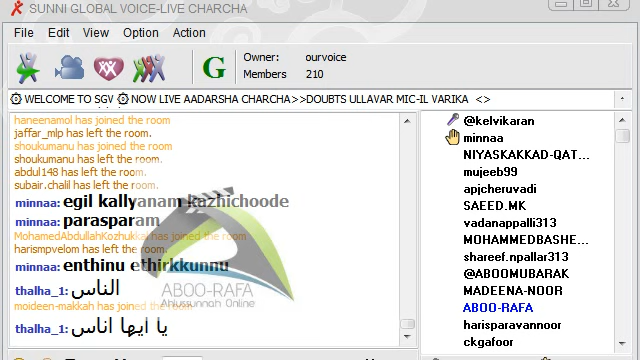 SUNNI GLOBAL VOICE-LIVE CHARCHA
File Edit View Option Action
G
Owner: ourvoice
Members 210
WELCOME TO SGV NOW LIVE AADARSHA CHARCHA>>DOUBTS ULLAVAR MIC-IL VARIKA <>
haneenamol has joined the room
jaffar_mlp has left the room.
shoukumanu has joined the room
shoukumanu has left the room.
abdul148 has left the room.
subair.chalil has left the room.
minnaa: egil kallyanam kazhichoode
minnaa: parasparam
MohamedAbdullahKozhukkal has joined the room
harismpvelom has left the room.
minnaa: enthinu ethirkkunnu
thalha_1: الناس
moideen-makkah has joined the room
thalha_1: يا ايها اناس
ABOO-RAFA
Ahlussunnah Online
@kelvikaran
minnaa
NIYASKAKKAD-QAT...
mujeeb99
apjcheruvadi
SAEED.MK
vadanappalli313
MOHAMMEDBASHE...
shareef.npallar313
@ABOOMUBARAK
MADEENA-NOOR
ABOO-RAFA
harisparavannoor
ckgafoor